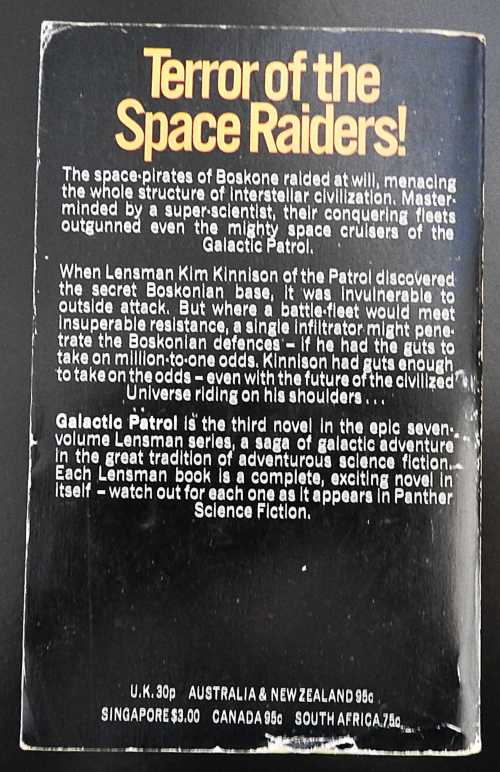 Terror of the
Space Raiders!
The space-pirates of Boskone raided at will, menacing
the whole structure of interstellar civilization. Master-
minded by a super-scientist, their conquering fleets
outgunned even the mighty space cruisers of the
Galactic Patrol.
When Lensman Kim Kinnison of the Patrol discovered
the secret Boskonian base, it was invulnerable to
outside attack. But where a battle-fleet would meet
insuperable resistance, a single infiltrator might pene-
trate the Boskonian defences – if he had the guts to
take on million-to-one odds. Kinnison had guts enough
to take on the odds – even with the future of the civilized
Universe riding on his shoulders . . .
Galactic Patrol is the third novel in the epic seven-
volume Lensman series, a saga of galactic adventure
in the great tradition of adventurous science fiction.
Each Lensman book is a complete, exciting novel in
itself – watch out for each one as it appears in Panther
Science Fiction.
U.K. 30p AUSTRALIA & NEW ZEALAND 95c
SINGAPORE $3.00 CANADA 95c SOUTH AFRICA 75c